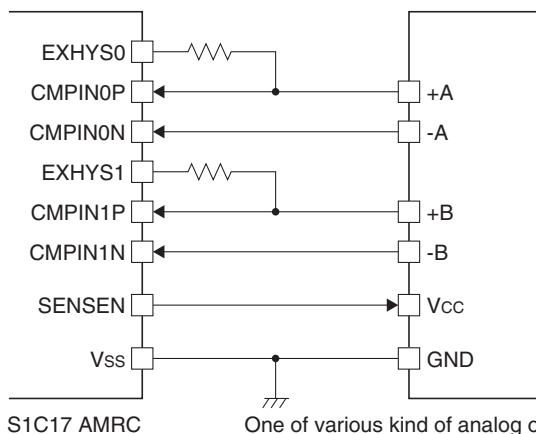 EXHYS0
CMPIN0P +A
CMPIN0N -A
EXHYS1
CMPIN1P +B
CMPIN1N -B
SENSEN VCC
VSS GND
S1C17 AMRC One of various kind of analog